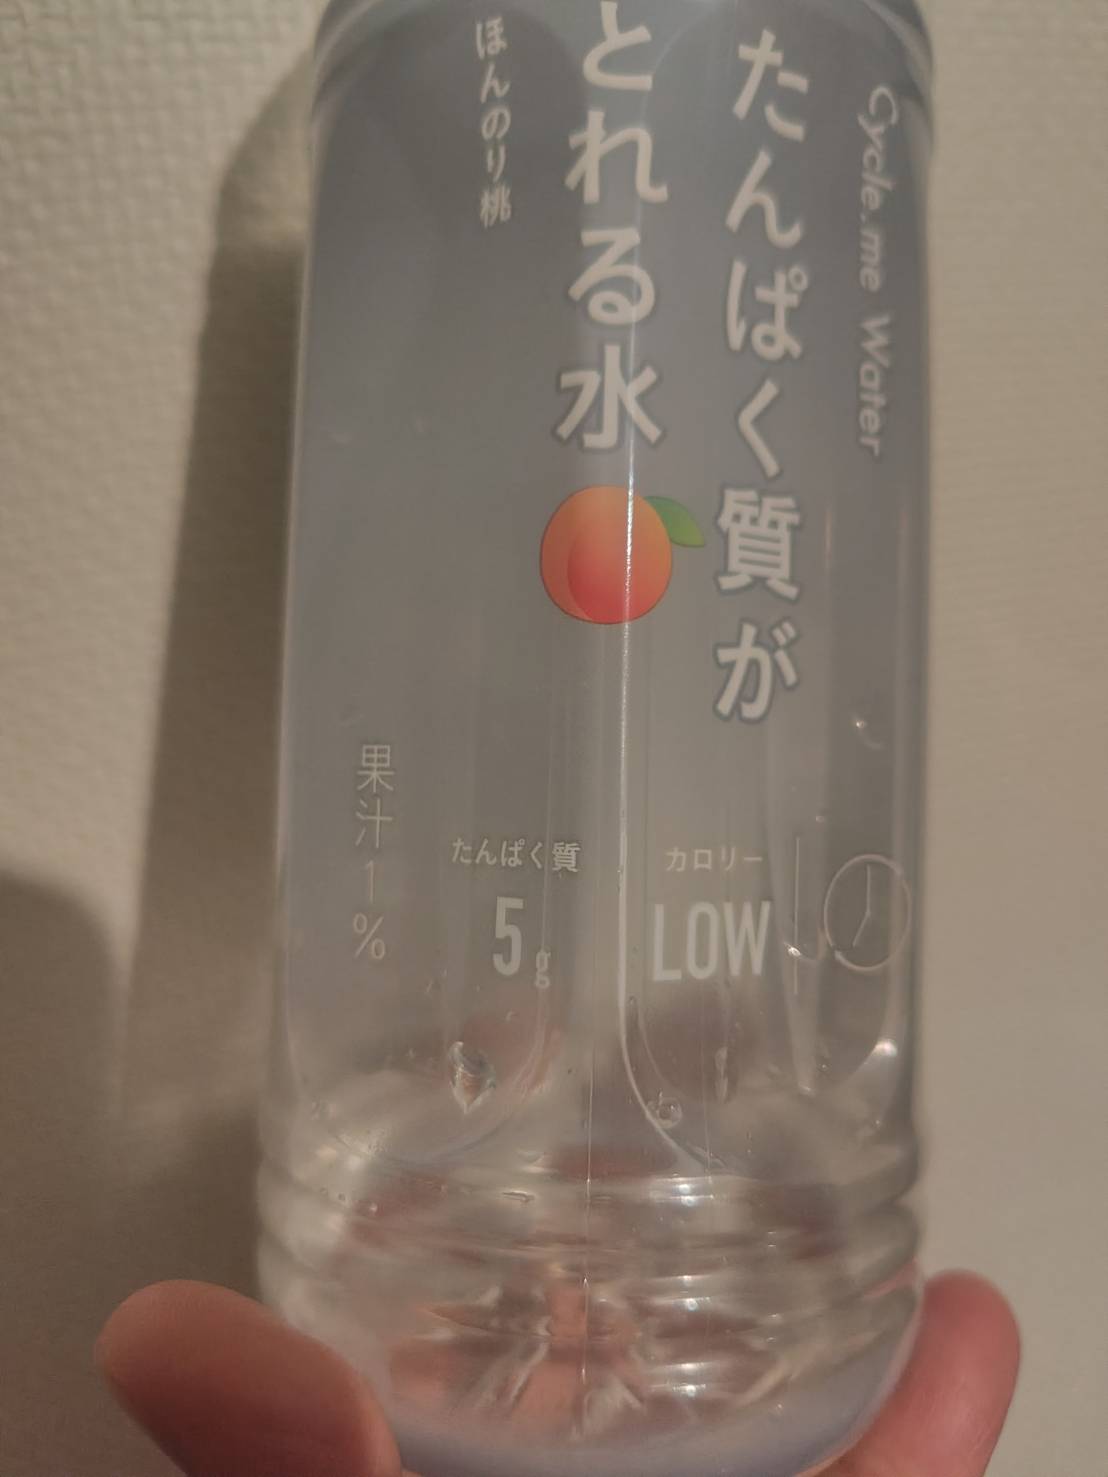 Cycle.me Water
たんぱく質が
とれる水
ほんのり桃
カロリー
LOW
たんぱく質
5g
果汁1%